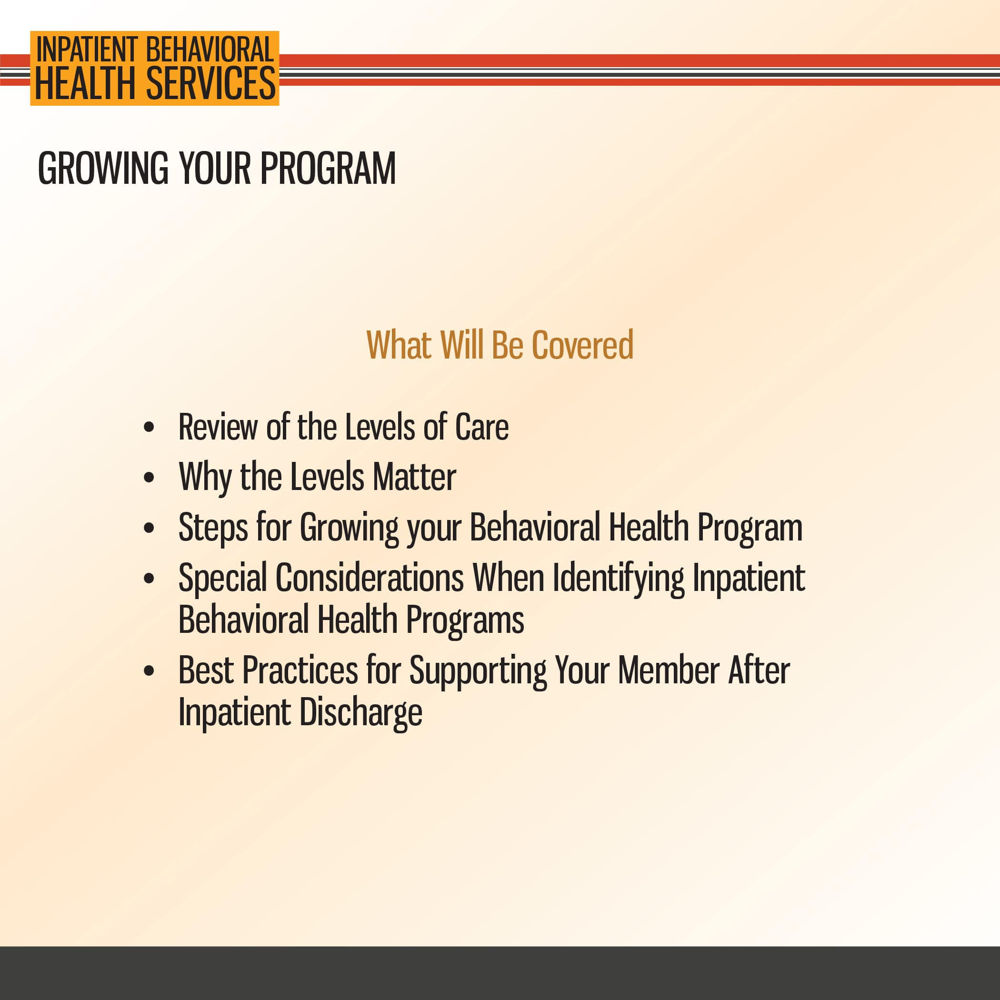 INPATIENT BEHAVIORAL
HEALTH SERVICES
GROWING YOUR PROGRAM
What Will Be Covered
• Review of the Levels of Care
• Why the Levels Matter
• Steps for Growing your Behavioral Health Program
• Special Considerations When Identifying Inpatient
Behavioral Health Programs
• Best Practices for Supporting Your Member After
Inpatient Discharge